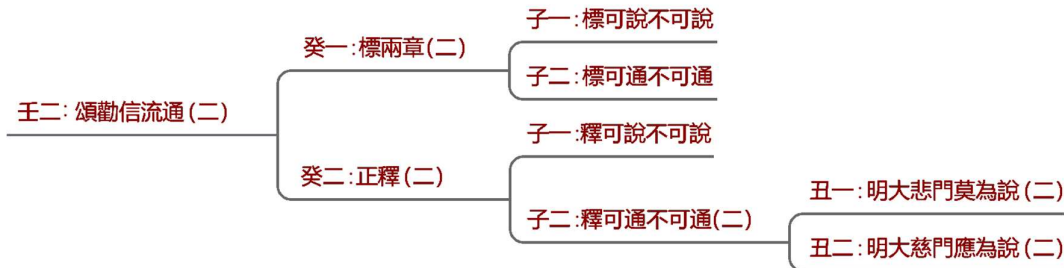 壬二：頌勸信流通(二)
癸一：標兩章(二)
子一：標可說不可說
子二：標可通不可通
癸二：正釋(二)
子一：釋可說不可說
子二：釋可通不可通(二)
丑一：明大悲門莫為說(二)
丑二：明大慈門應為說(二)